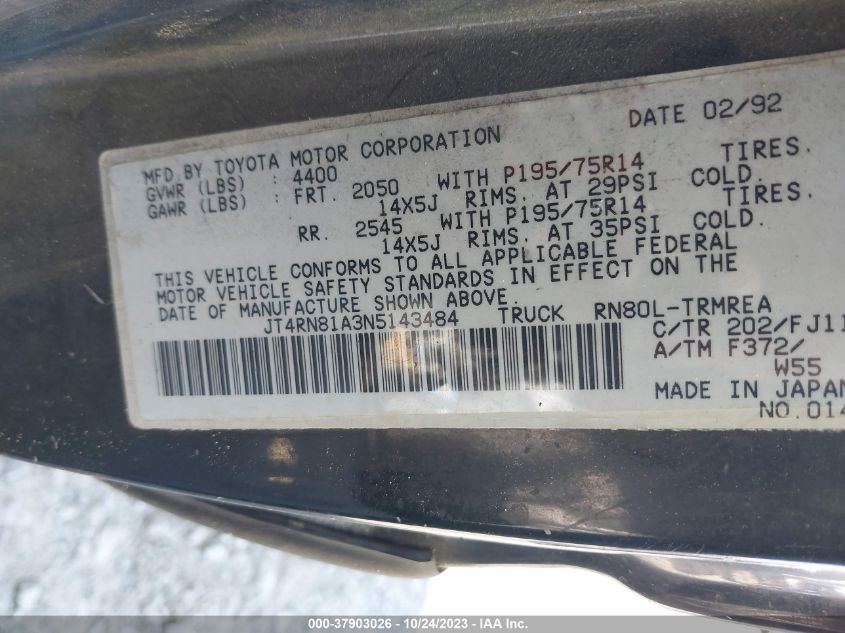 DATE 02/92
MFD. BY TOYOTA MOTOR CORPORATION
GVWR (LBS) : 4400
GAWR (LBS) : FRT. 2050 WITH P195/75R14 TIRES.
14X5J RIMS. AT 29PSI COLD.
RR. 2545 WITH P195/75R14 TIRES.
14X5J RIMS. AT 35PSI COLD.
THIS VEHICLE CONFORMS TO ALL APPLICABLE FEDERAL
MOTOR VEHICLE SAFETY STANDARDS IN EFFECT ON THE
DATE OF MANUFACTURE SHOWN ABOVE.
JT4RN81A3N5143484 TRUCK RN80L-TRMREA
C/TR 202/FJ11
A/TM F372/
W55
MADE IN JAPAN
NO.014
000-37903026 - 10/24/2023 - IAA Inc.